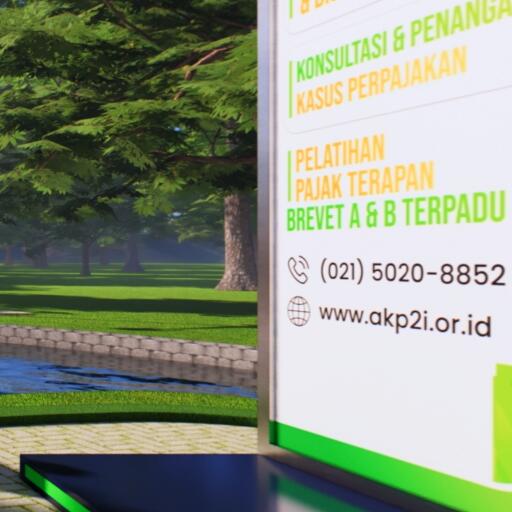 KONSULTASI & PENANGA
KASUS PERPAJAKAN
PELATIHAN
PAJAK TERAPAN
BREVET A & B TERPADU
(021) 5020-8852
www.akp2i.or.id